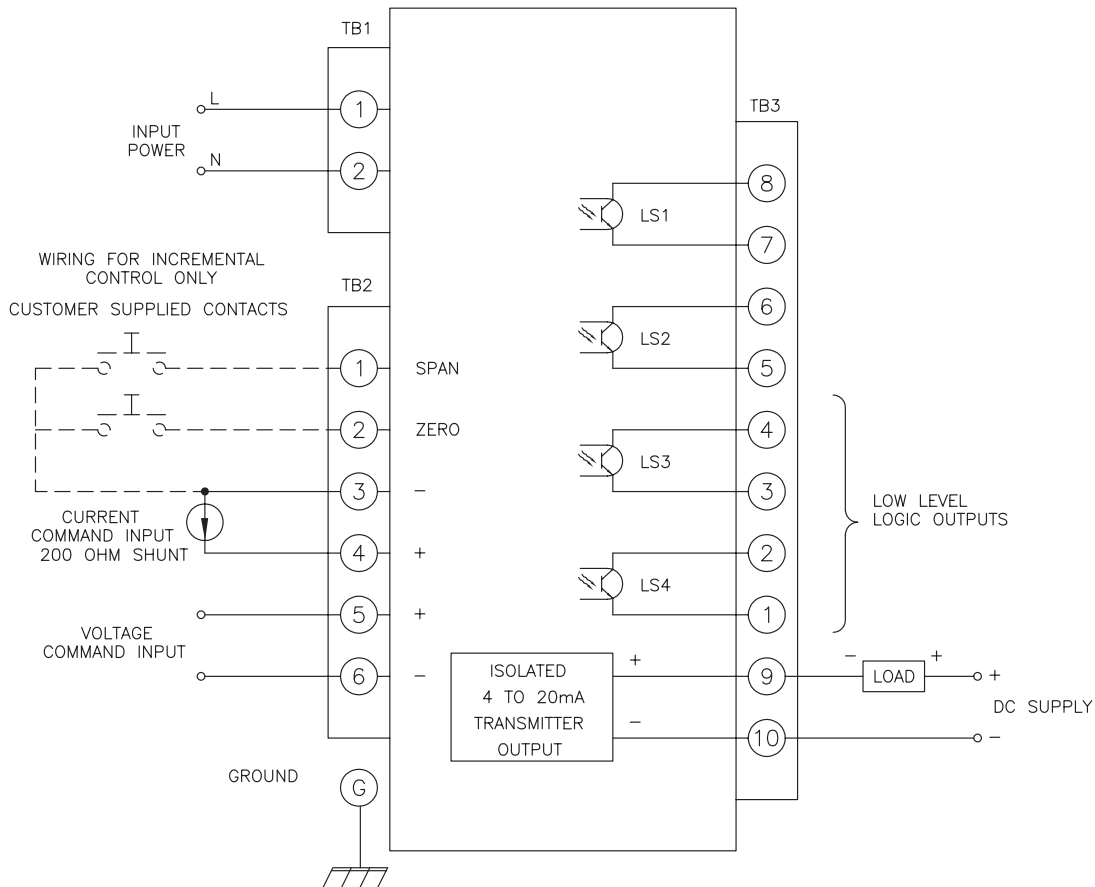 TB1
L
1
INPUT
POWER
N
2
WIRING FOR INCREMENTAL
CONTROL ONLY
CUSTOMER SUPPLIED CONTACTS
TB2
1
SPAN
2
ZERO
3
−
CURRENT
COMMAND INPUT
200 OHM SHUNT
4
+
5
+
VOLTAGE
COMMAND INPUT
6
−
GROUND
G
TB3
8
LS1
7
6
LS2
5
4
LS3
3
LOW LEVEL
LOGIC OUTPUTS
2
LS4
1
ISOLATED
4 TO 20mA
TRANSMITTER
OUTPUT
+
−
9
10
−
+
LOAD
+
DC SUPPLY
−